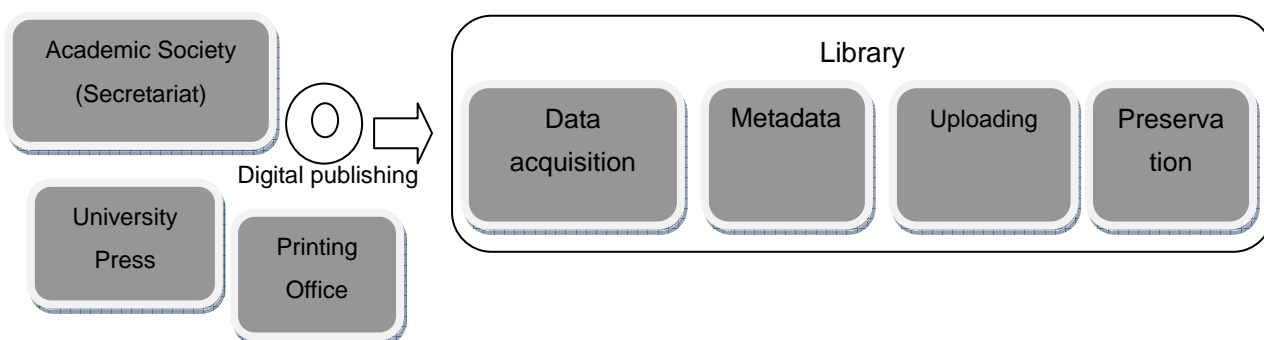 Academic Society
(Secretariat)
Digital publishing
University
Press
Printing
Office
Library
Data
acquisition
Metadata
Uploading
Preserva
tion